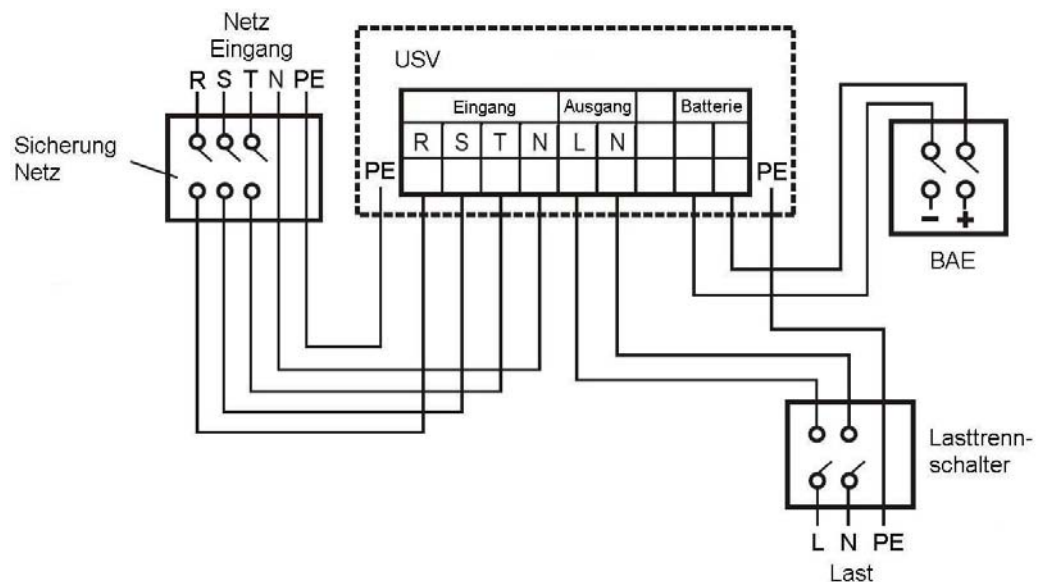 Netz
Eingang
R S T N PE
Sicherung
Netz
USV
Eingang Ausgang Batterie
R S T N L N
PE
PE
- +
BAE
Lasttrenn-
schalter
L N PE
Last